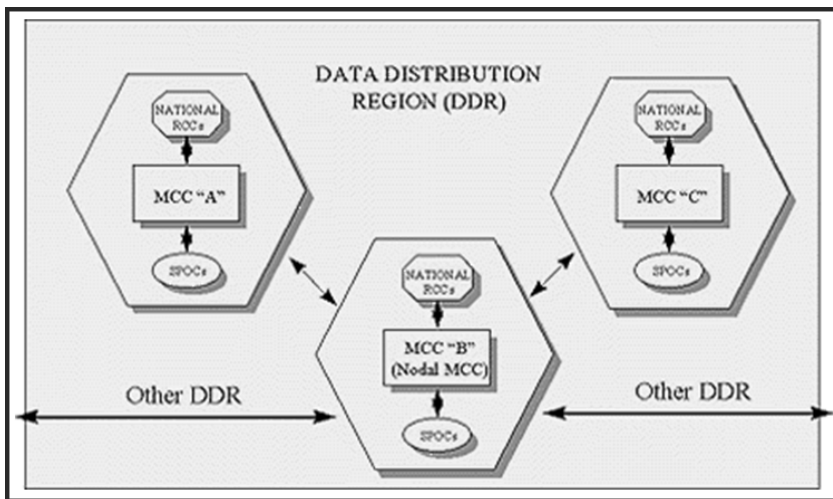 DATA DISTRIBUTION
REGION (DDR)
NATIONAL
RCCs
MCC “A”
SPOCs
NATIONAL
RCCs
MCC “C”
SPOCs
NATIONAL
RCCs
MCC “B”
(Nodal MCC)
SPOCs
Other DDR
Other DDR